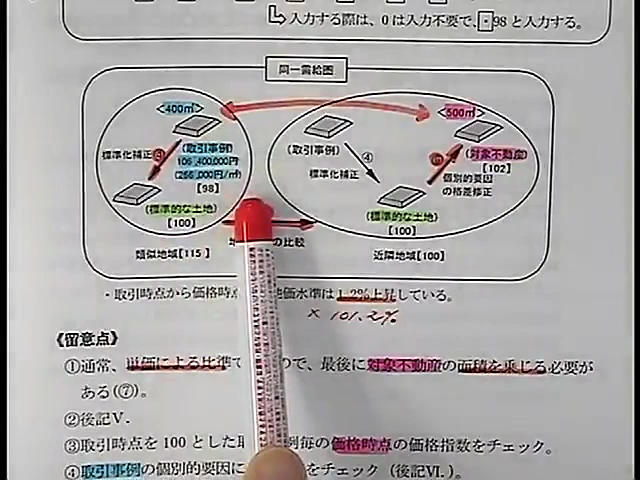 入力する際は、0は入力不要で、・98と入力する。
同一需給圏
<400㎡>
<500㎡>
(取引事例)
106,400,000円
(266,000円/㎡)
[98]
標準化補正
(標準的な土地)
[100]
(取引事例)
④
標準化補正
(対象不動産)
[102]
個別的要因
の格差修正
(標準的な土地)
[100]
の比較
類似地域[115]
近隣地域[100]
・取引時点から価格時点 地価水準は1.2%上昇している。
× 101.2%
《留意点》
①通常、単価による比準で ので、最後に対象不動産の面積を乗じる必要が
ある(⑦)。
②後記Ⅴ.
③取引時点を100とした 例毎の価格時点の価格指数をチェック。
④取引事例の個別的要因に をチェック(後記Ⅵ.)。